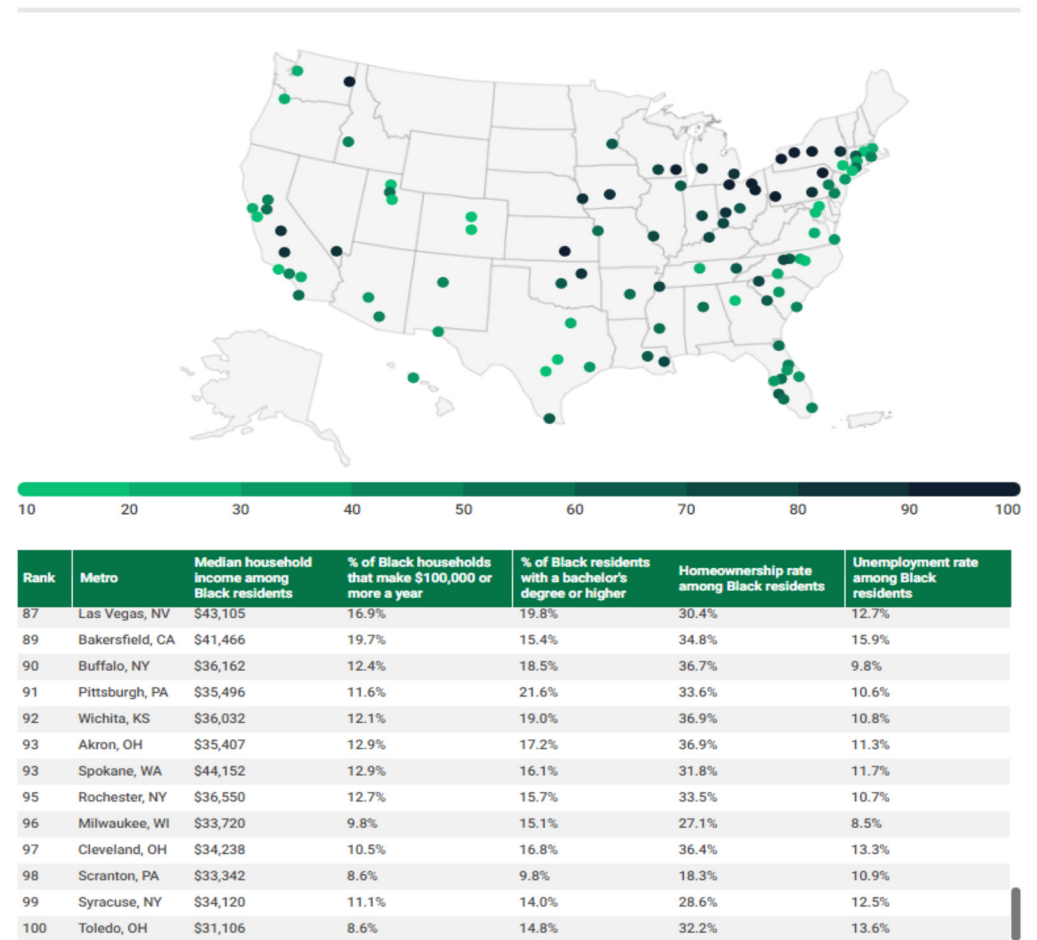 10 20 30 40 50 60 70 80 90 100
Rank Metro Median household income among Black residents % of Black households that make $100,000 or more a year % of Black residents with a bachelor's degree or higher Homeownership rate among Black residents Unemployment rate among Black residents
87 Las Vegas, NV $43,105 16.9% 19.8% 30.4% 12.7%
89 Bakersfield, CA $41,466 19.7% 15.4% 34.8% 15.9%
90 Buffalo, NY $36,162 12.4% 18.5% 36.7% 9.8%
91 Pittsburgh, PA $35,496 11.6% 21.6% 33.6% 10.6%
92 Wichita, KS $36,032 12.1% 19.0% 36.9% 10.8%
93 Akron, OH $35,407 12.9% 17.2% 36.9% 11.3%
93 Spokane, WA $44,152 12.9% 16.1% 31.8% 11.7%
95 Rochester, NY $36,550 12.7% 15.7% 33.5% 10.7%
96 Milwaukee, WI $33,720 9.8% 15.1% 27.1% 8.5%
97 Cleveland, OH $34,238 10.5% 16.8% 36.4% 13.3%
98 Scranton, PA $33,342 8.6% 9.8% 18.3% 10.9%
99 Syracuse, NY $34,120 11.1% 14.0% 28.6% 12.5%
100 Toledo, OH $31,106 8.6% 14.8% 32.2% 13.6%